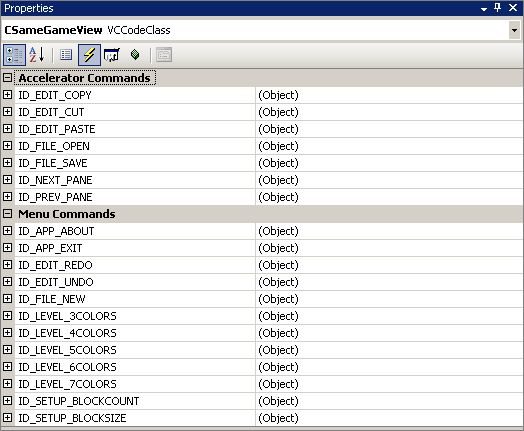 Properties
CSameGameView VCCodeClass
Accelerator Commands
ID_EDIT_COPY (Object)
ID_EDIT_CUT (Object)
ID_EDIT_PASTE (Object)
ID_FILE_OPEN (Object)
ID_FILE_SAVE (Object)
ID_NEXT_PANE (Object)
ID_PREV_PANE (Object)
Menu Commands
ID_APP_ABOUT (Object)
ID_APP_EXIT (Object)
ID_EDIT_REDO (Object)
ID_EDIT_UNDO (Object)
ID_FILE_NEW (Object)
ID_LEVEL_3COLORS (Object)
ID_LEVEL_4COLORS (Object)
ID_LEVEL_5COLORS (Object)
ID_LEVEL_6COLORS (Object)
ID_LEVEL_7COLORS (Object)
ID_SETUP_BLOCKCOUNT (Object)
ID_SETUP_BLOCKSIZE (Object)